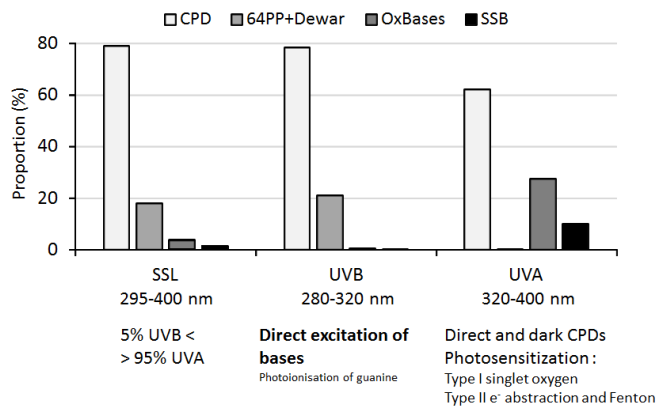 CPD 64PP+Dewar OxBases SSB
Proportion (%)
80
60
40
20
0
SSL UVB UVA
295-400 nm 280-320 nm 320-400 nm
5% UVB <
> 95% UVA
Direct excitation of
bases
Photoionisation of guanine
Direct and dark CPDs
Photosensitization :
Type I singlet oxygen
Type II e- abstraction and Fenton